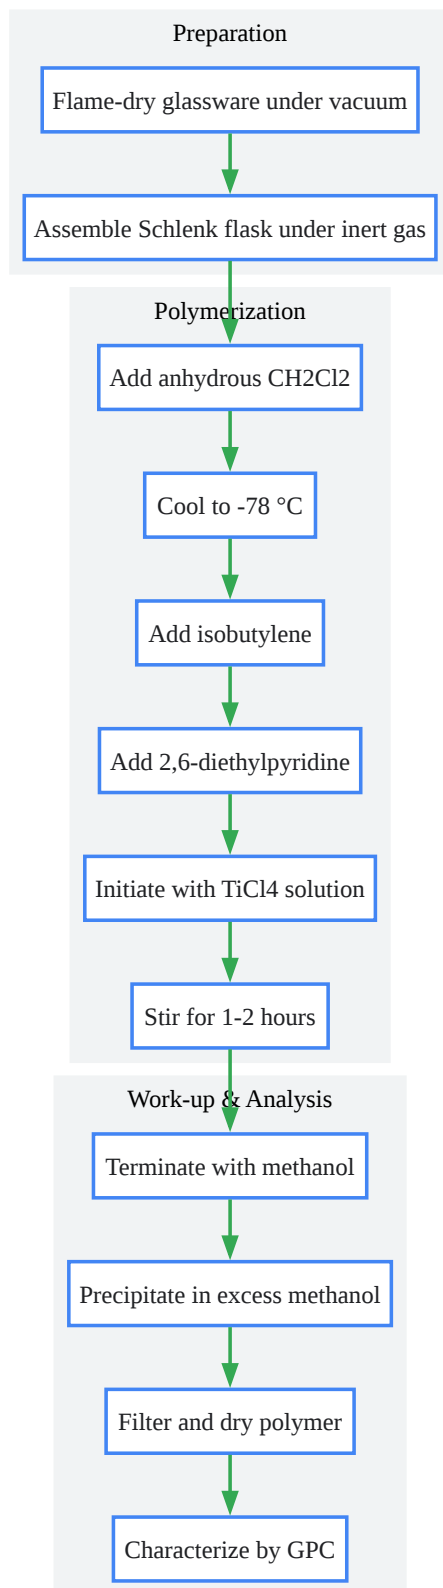 Preparation
Flame-dry glassware under vacuum
Assemble Schlenk flask under inert gas
Polymerization
Add anhydrous CH2Cl2
Cool to -78 °C
Add isobutylene
Add 2,6-diethylpyridine
Initiate with TiCl4 solution
Stir for 1-2 hours
Work-up & Analysis
Terminate with methanol
Precipitate in excess methanol
Filter and dry polymer
Characterize by GPC